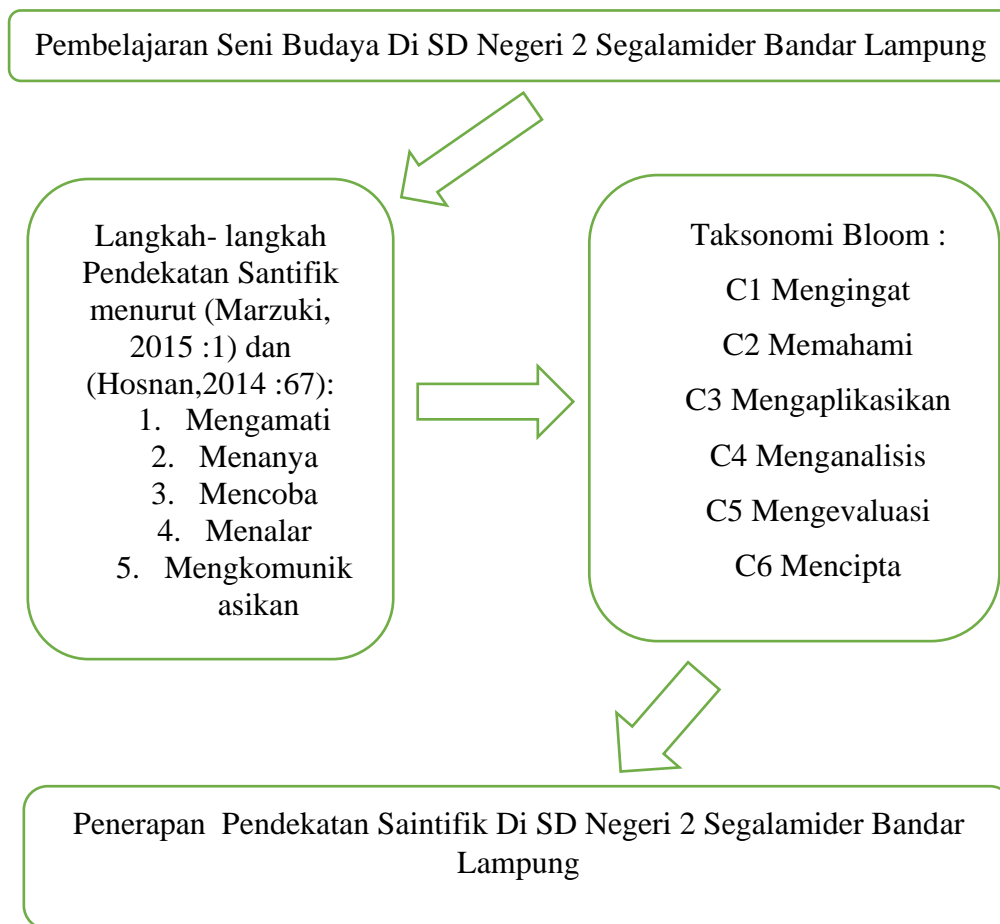 Pembelajaran Seni Budaya Di SD Negeri 2 Segalamider Bandar Lampung
Langkah- langkah
Pendekatan Santifik
menurut (Marzuki,
2015 :1) dan
(Hosnan,2014 :67):
1. Mengamati
2. Menanya
3. Mencoba
4. Menalar
5. Mengkomunik
asikan
Taksonomi Bloom :
C1 Mengingat
C2 Memahami
C3 Mengaplikasikan
C4 Menganalisis
C5 Mengevaluasi
C6 Mencipta
Penerapan  Pendekatan Saintifik Di SD Negeri 2 Segalamider Bandar
Lampung